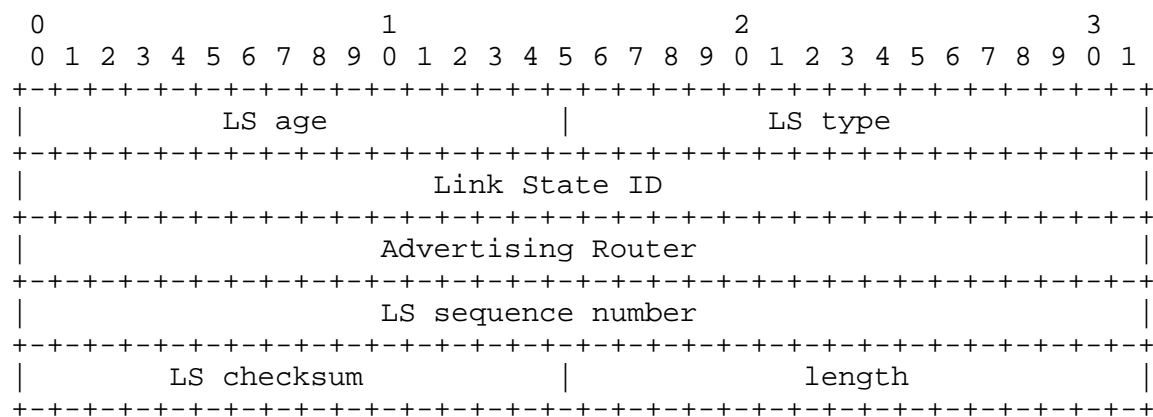 0                   1                   2                   3
 0 1 2 3 4 5 6 7 8 9 0 1 2 3 4 5 6 7 8 9 0 1 2 3 4 5 6 7 8 9 0 1
+-+-+-+-+-+-+-+-+-+-+-+-+-+-+-+-+-+-+-+-+-+-+-+-+-+-+-+-+-+-+-+-+
|           LS age             |           LS type              |
+-+-+-+-+-+-+-+-+-+-+-+-+-+-+-+-+-+-+-+-+-+-+-+-+-+-+-+-+-+-+-+-+
|                       Link State ID                           |
+-+-+-+-+-+-+-+-+-+-+-+-+-+-+-+-+-+-+-+-+-+-+-+-+-+-+-+-+-+-+-+-+
|                    Advertising Router                         |
+-+-+-+-+-+-+-+-+-+-+-+-+-+-+-+-+-+-+-+-+-+-+-+-+-+-+-+-+-+-+-+-+
|                    LS sequence number                         |
+-+-+-+-+-+-+-+-+-+-+-+-+-+-+-+-+-+-+-+-+-+-+-+-+-+-+-+-+-+-+-+-+
|        LS checksum           |             length             |
+-+-+-+-+-+-+-+-+-+-+-+-+-+-+-+-+-+-+-+-+-+-+-+-+-+-+-+-+-+-+-+-+